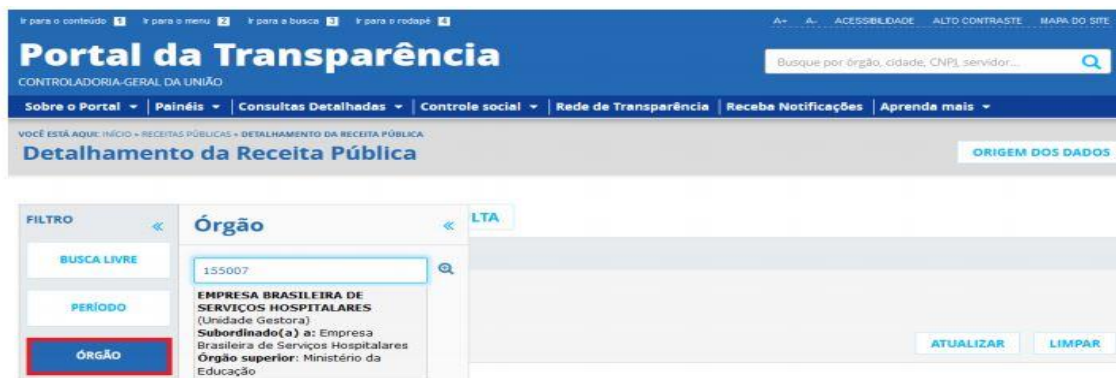 Ir para o conteúdo 1 Ir para o menu 2 Ir para a busca 3 Ir para o rodapé 4
A+ A- ACESSIBILIDADE ALTO CONTRASTE MAPA DO SITE
Portal da Transparência
Busque por órgão, cidade, CNPJ, servidor...
CONTROLADORIA-GERAL DA UNIÃO
Sobre o Portal Painéis Consultas Detalhadas Controle social Rede de Transparência Receba Notificações Aprenda mais
VOCÊ ESTÁ AQUI: INÍCIO » RECEITAS PÚBLICAS » DETALHAMENTO DA RECEITA PÚBLICA
Detalhamento da Receita Pública
ORIGEM DOS DADOS
FILTRO « Órgão « LTA
BUSCA LIVRE
155007
PERÍODO
EMPRESA BRASILEIRA DE
SERVIÇOS HOSPITALARES
(Unidade Gestora)
Subordinado(a) a: Empresa
Brasileira de Serviços Hospitalares
Órgão superior: Ministério da
Educação
ÓRGÃO
ATUALIZAR LIMPAR